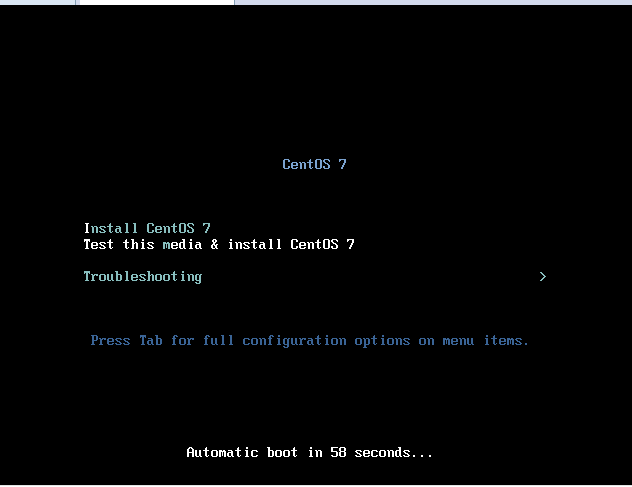 CentOS 7
Install CentOS 7
Test this media & install CentOS 7
Troubleshooting >
Press Tab for full configuration options on menu items.
Automatic boot in 58 seconds...